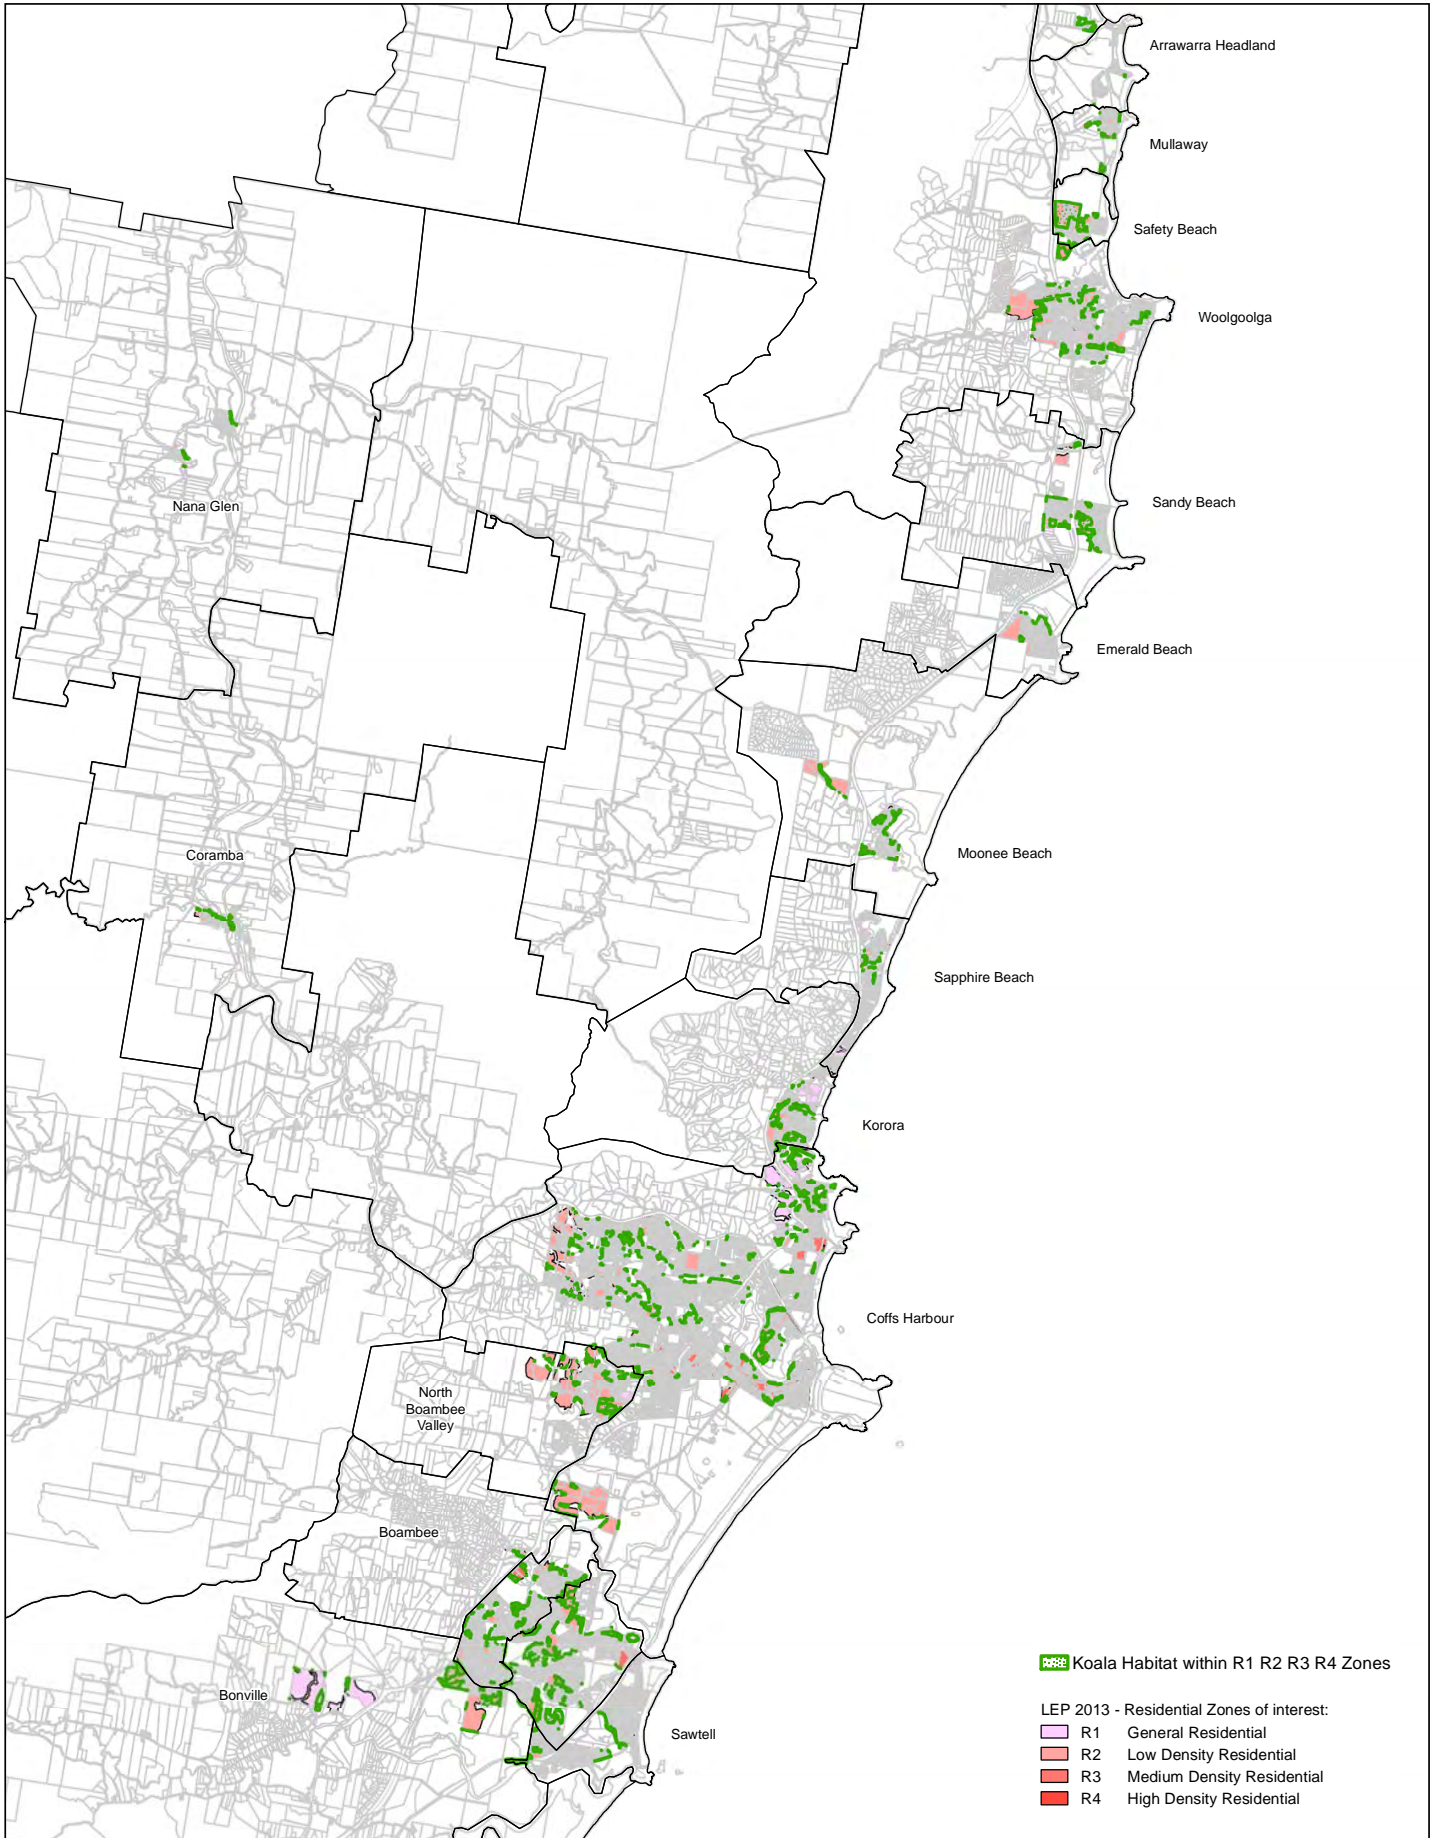 Arrawarra Headland
Mullaway
Safety Beach
Woolgoolga
Nana Glen
Sandy Beach
Emerald Beach
Coramba
Moonee Beach
Sapphire Beach
Korora
Coffs Harbour
North
Boambee
Valley
Boambee
Bonville
Sawtell
Koala Habitat within R1 R2 R3 R4 Zones
LEP 2013 - Residential Zones of interest:
R1 General Residential
R2 Low Density Residential
R3 Medium Density Residential
R4 High Density Residential